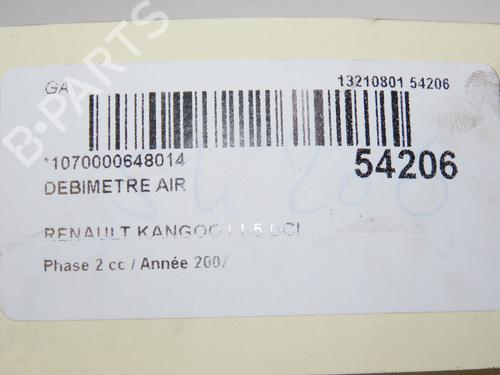 B-PARTS
GA
13210801 54206
*1070000648014
54206
DEBIMETRE AIR
RENAULT KANGOO I 1.5 DCI
Phase 2 cc / Année 2007